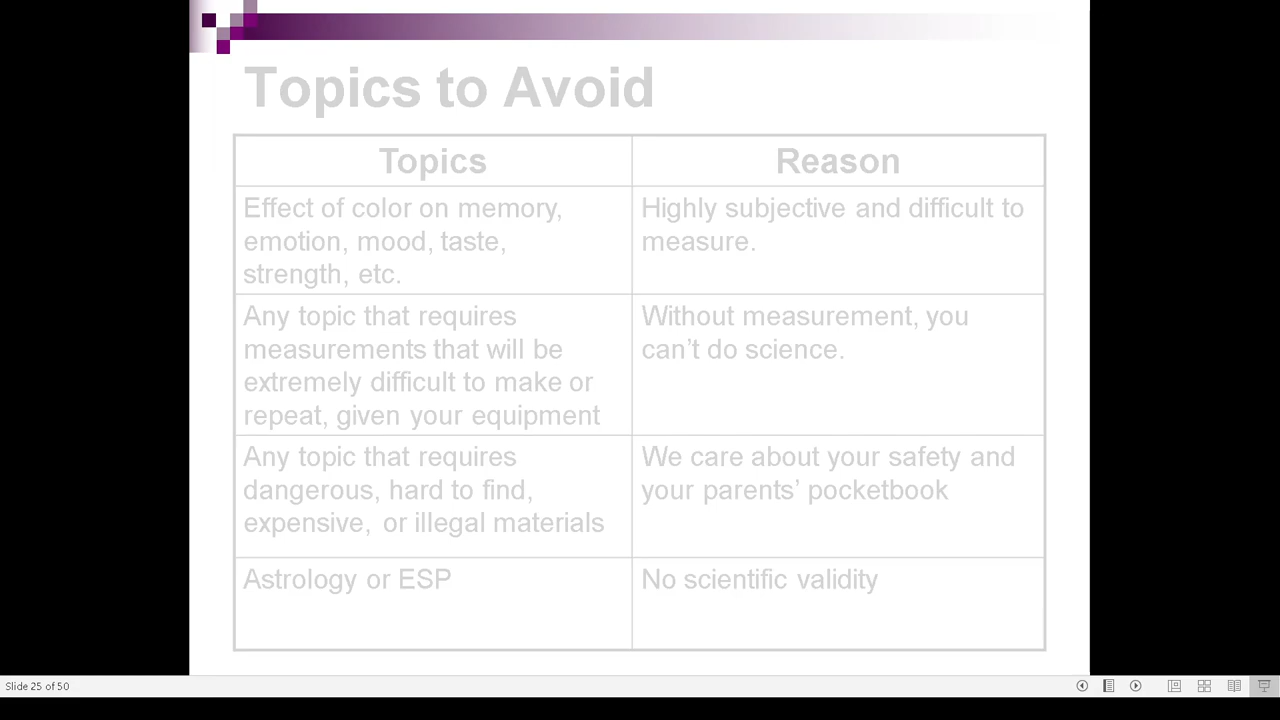 Topics to Avoid
Topics
Reason
Effect of color on memory,
emotion, mood, taste,
strength, etc.
Highly subjective and difficult to
measure.
Any topic that requires
measurements that will be
extremely difficult to make or
repeat, given your equipment
Without measurement, you
can’t do science.
Any topic that requires
dangerous, hard to find,
expensive, or illegal materials
We care about your safety and
your parents’ pocketbook
Astrology or ESP
No scientific validity
Slide 25 of 50